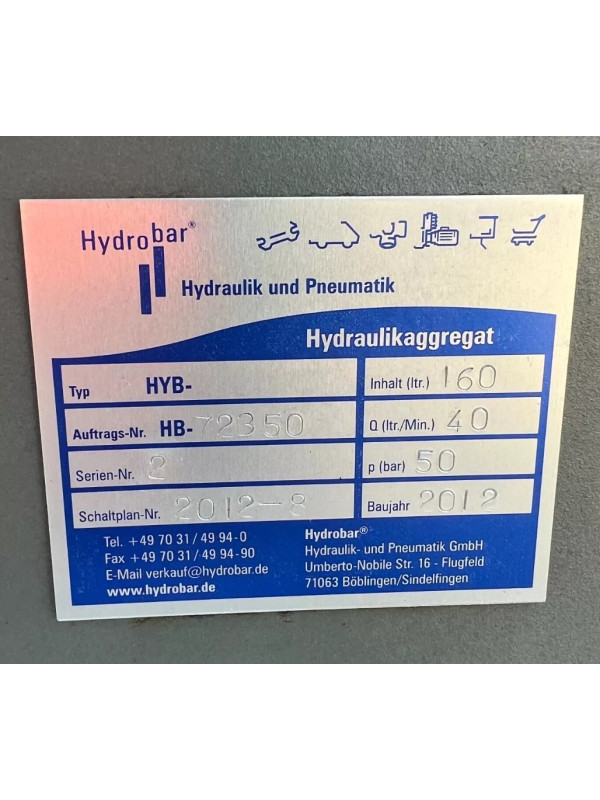 Hydrobar®
Hydraulik und Pneumatik
Hydraulikaggregat
Typ HYB-
Inhalt (ltr.) 160
Auftrags-Nr. HB-72350
Q (ltr./Min.) 40
Serien-Nr. 2
p (bar) 50
Schaltplan-Nr. 2012-8
Baujahr 2012
Tel. +49 70 31 / 49 94-0
Fax +49 70 31 / 49 94-90
E-Mail verkauf@hydrobar.de
www.hydrobar.de
Hydrobar®
Hydraulik- und Pneumatik GmbH
Umberto-Nobile Str. 16 - Flugfeld
71063 Böblingen/Sindelfingen